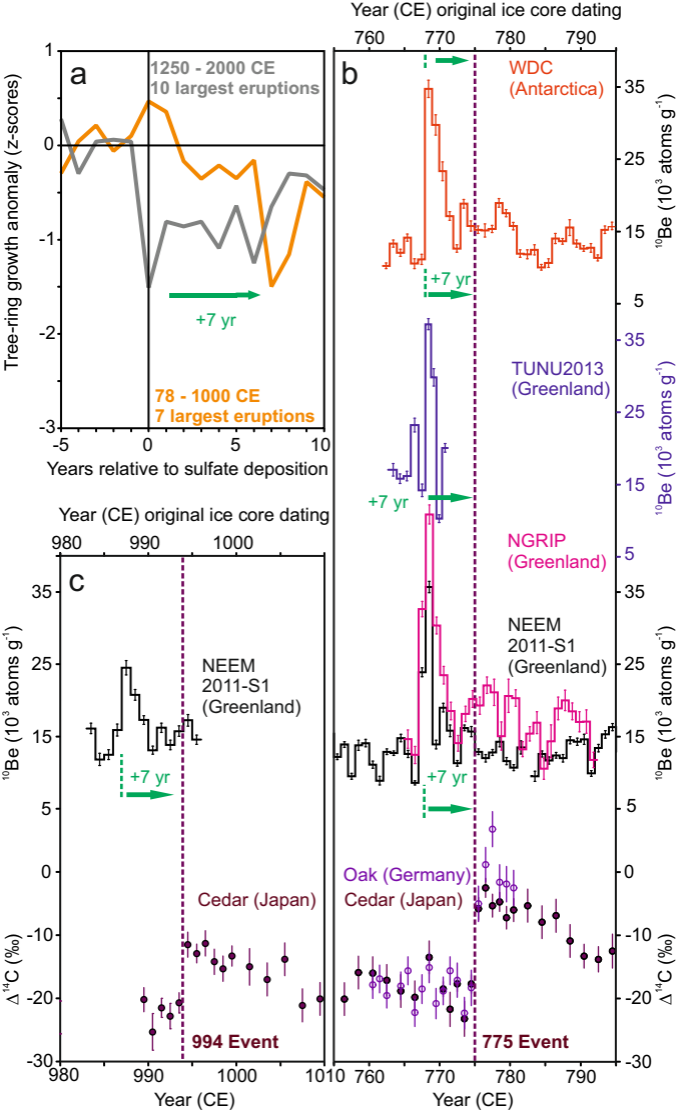 Year (CE) original ice core dating
760 770 780 790
Tree-ring growth anomaly (z-scores)
1
0
-1
-2
-3
a
1250 - 2000 CE
10 largest eruptions
+7 yr
78 - 1000 CE
7 largest eruptions
-5 0 5 10
Years relative to sulfate deposition
b
WDC
(Antarctica)
35
25
15
5
¹⁰Be (10³ atoms g⁻¹)
+7 yr
TUNU2013
(Greenland)
35
25
15
5
¹⁰Be (10³ atoms g⁻¹)
+7 yr
NGRIP
(Greenland)
NEEM
2011-S1
(Greenland)
35
25
15
5
¹⁰Be (10³ atoms g⁻¹)
+7 yr
Oak (Germany)
Cedar (Japan)
0
-10
-20
-30
Δ¹⁴C (‰)
775 Event
10 760 770 780 790
Year (CE)
Year (CE) original ice core dating
980 990 1000
c
35
25
15
5
¹⁰Be (10³ atoms g⁻¹)
NEEM
2011-S1
(Greenland)
+7 yr
Cedar (Japan)
0
-10
-20
-30
Δ¹⁴C (‰)
994 Event
980 990 1000 101
Year (CE)